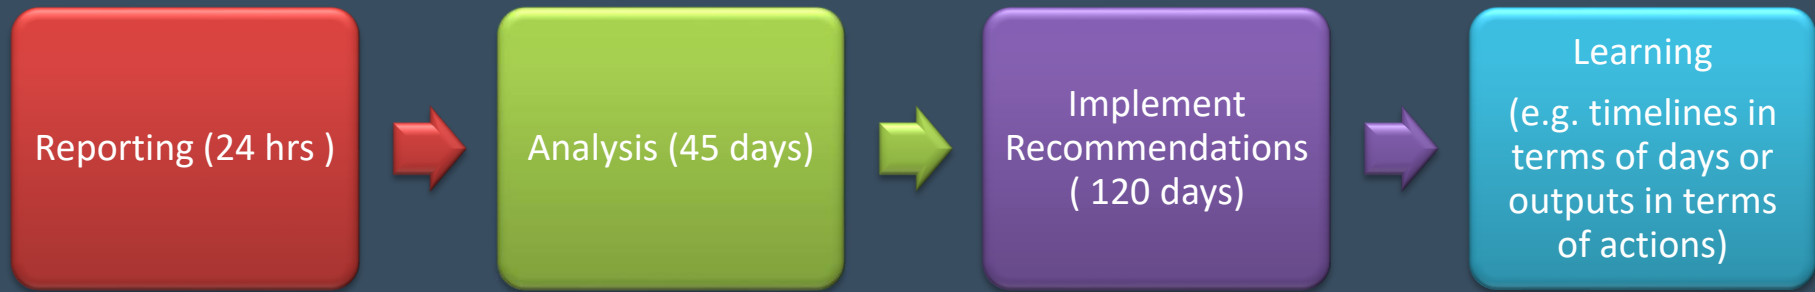 Reporting (24 hrs )
Analysis (45 days)
Implement
Recommendations
( 120 days)
Learning
(e.g. timelines in
terms of days or
outputs in terms
of actions)